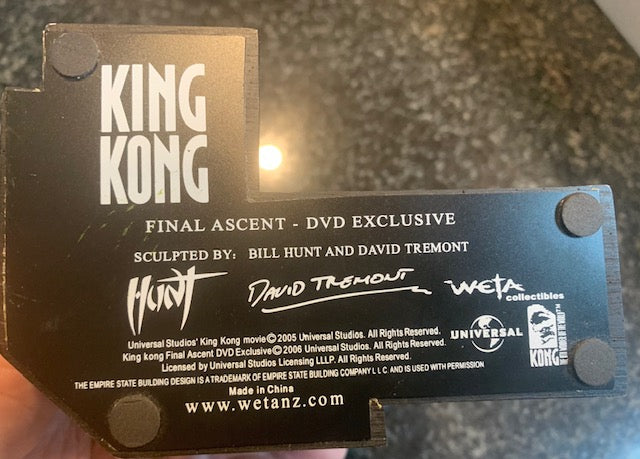 KING
KONG
FINAL ASCENT - DVD EXCLUSIVE
SCULPTED BY: BILL HUNT AND DAVID TREMONT
HUNT DAVID TREMONT WETA
collectibles
Universal Studios' King Kong movie©2005 Universal Studios. All Rights Reserved.
King kong Final Ascent DVD Exclusive© 2006 Universal Studios. All Rights Reserved.
Licensed by Universal Studios Licensing LLLP. All Rights Reserved.
UNIVERSAL
KONG
THE EMPIRE STATE BUILDING DESIGN IS A TRADEMARK OF EMPIRE STATE BUILDING COMPANY L L C. AND IS USED WITH PERMISSION
Made in China
www.wetanz.com